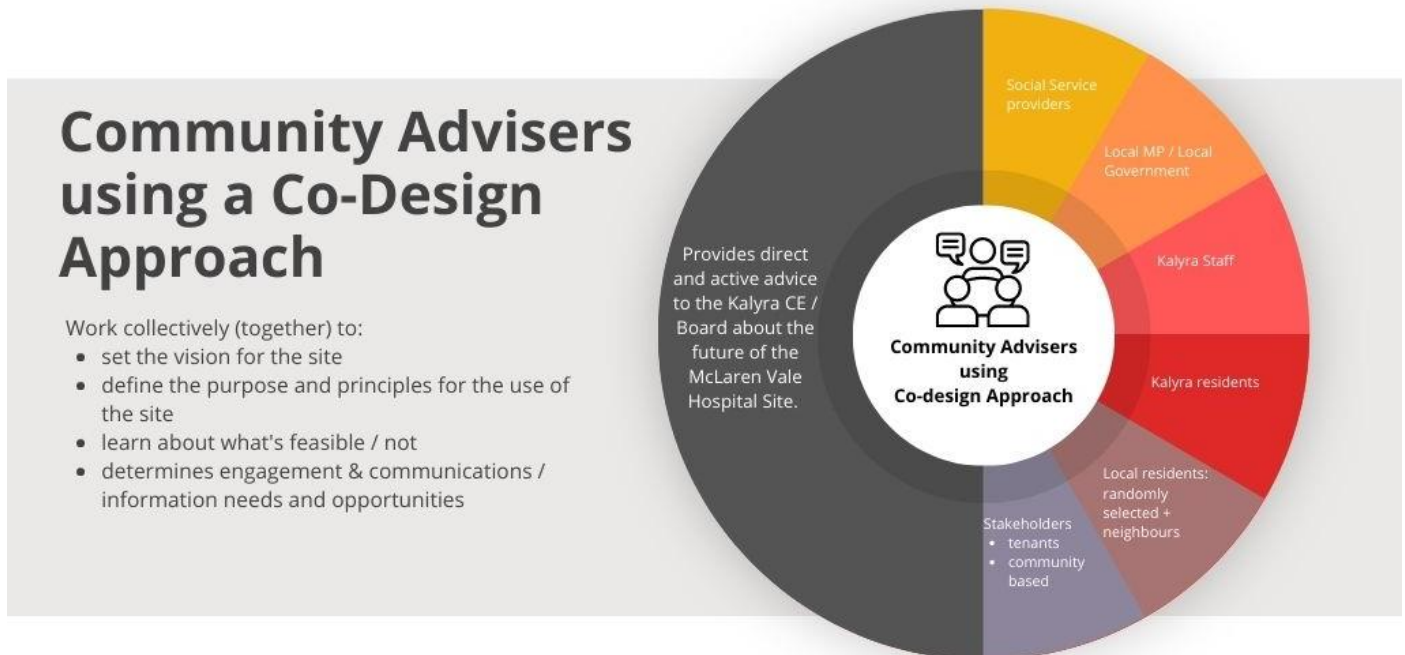 Community Advisers
using a Co-Design
Approach
Work collectively (together) to:
• set the vision for the site
• define the purpose and principles for the use of
the site
• learn about what's feasible / not
• determines engagement & communications /
information needs and opportunities
Provides direct
and active advice
to the Kalyra CE /
Board about the
future of the
McLaren Vale
Hospital Site.
Community Advisers
using
Co-design Approach
Social Service
providers
Local MP / Local
Government
Kalyra Staff
Kalyra residents
Local residents:
randomly
selected +
neighbours
Stakeholders
• tenants
• community
based